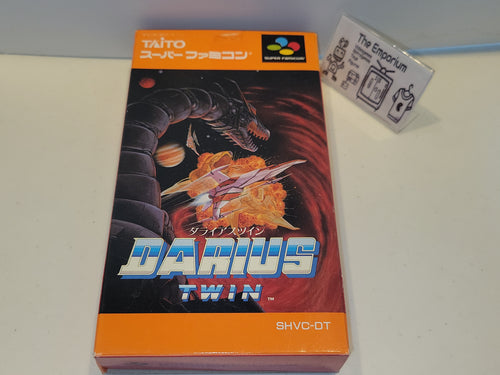 TAITO
スーパーファミコン
SUPER FAMICOM
ダライアスツイン
DARIUS
TWIN™
SHVC-DT
The Emporium